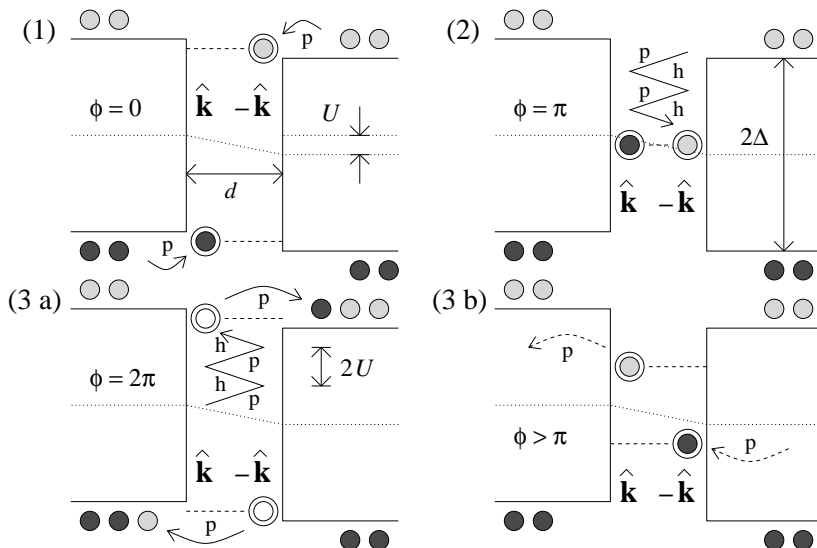 (1)
p
ϕ = 0
k̂ −k̂
U
d
p
(2)
p
h
p
h
ϕ = π
2Δ
k̂ −k̂
(3 a)
p
h
p
h
p
2U
ϕ = 2π
k̂ −k̂
p
(3 b)
p
ϕ > π
p
k̂ −k̂